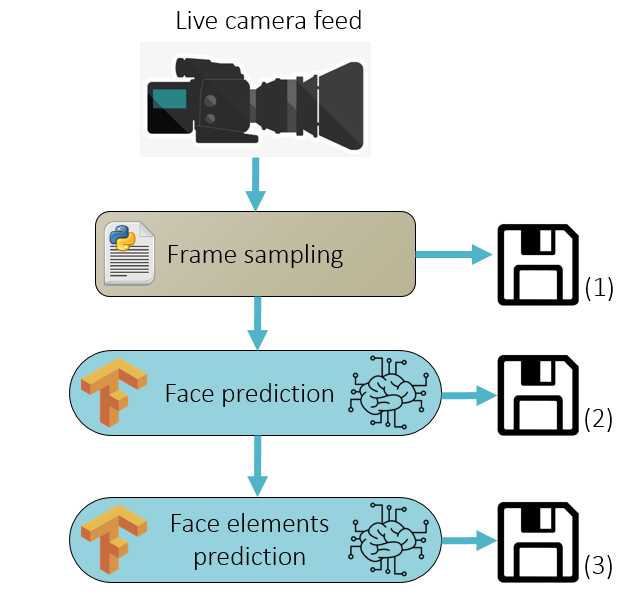 Live camera feed
Frame sampling
(1)
Face prediction
(2)
Face elements
prediction
(3)